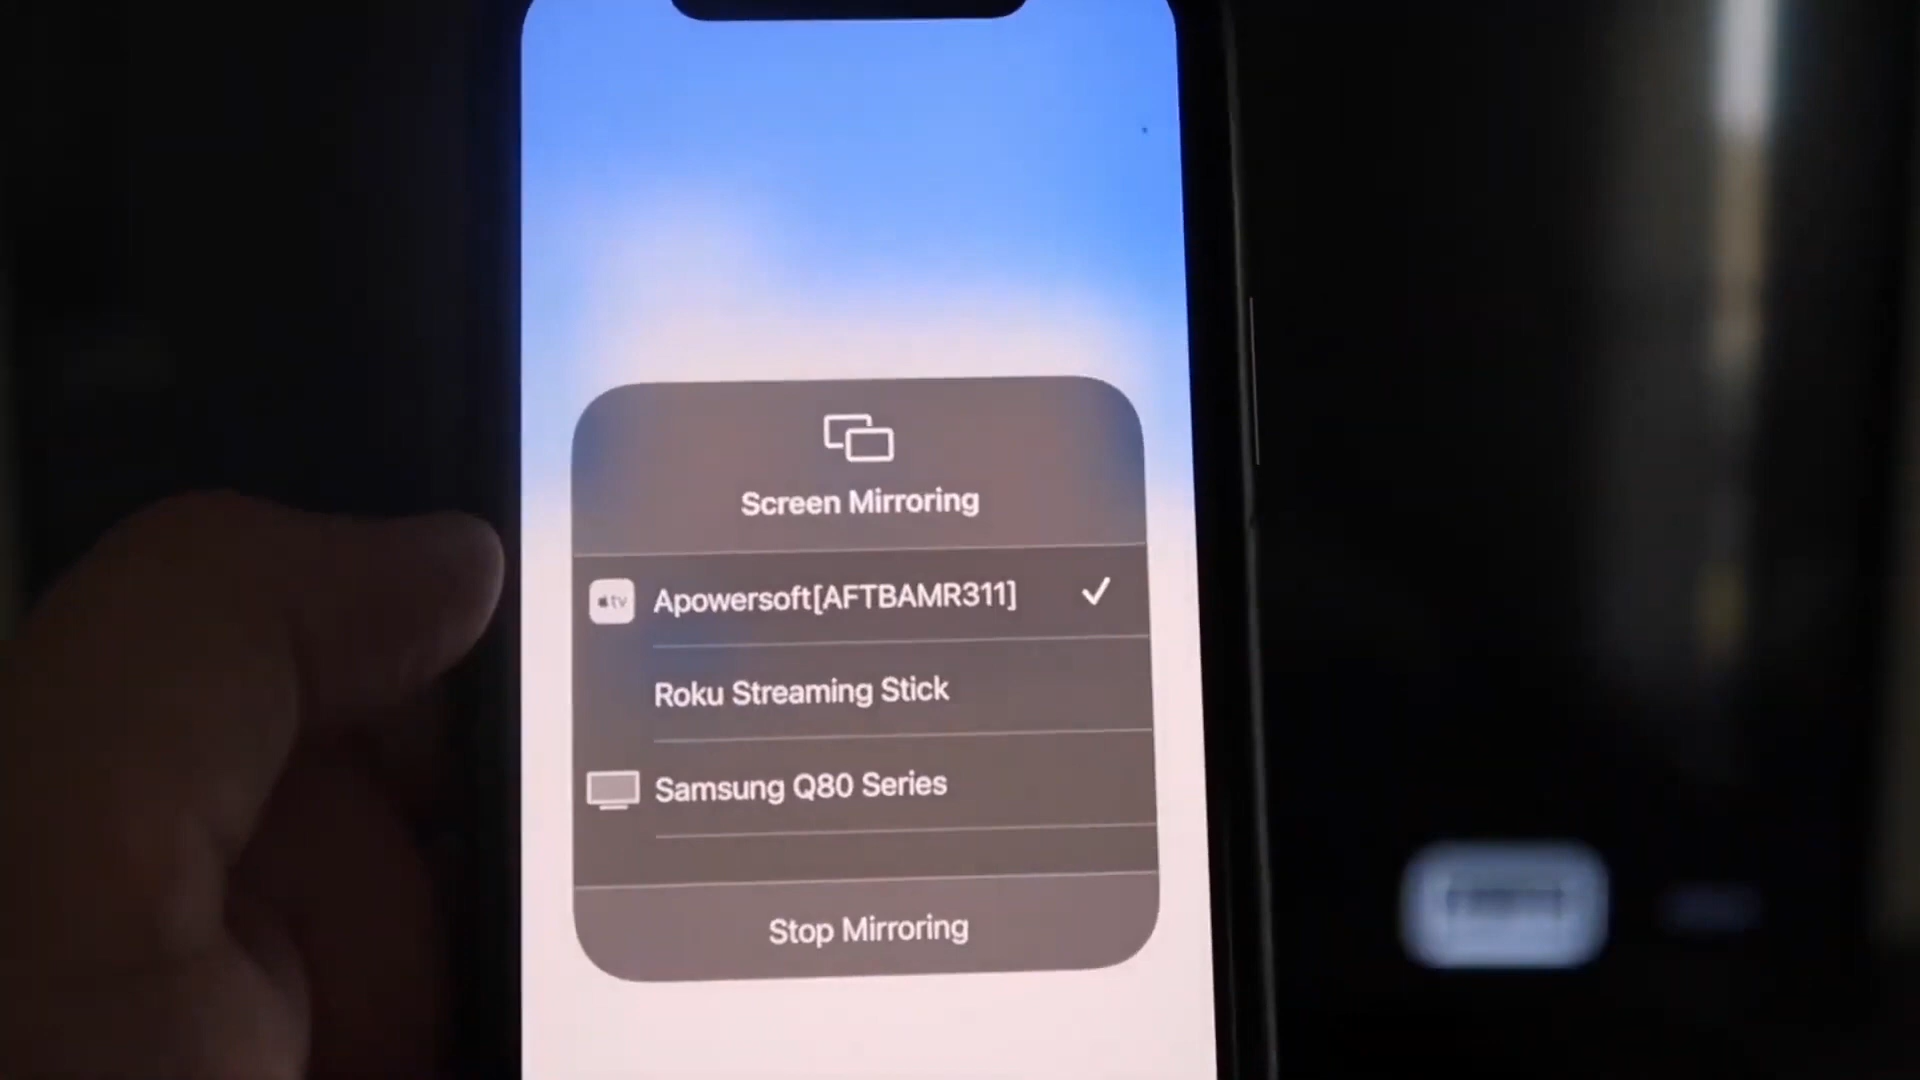 Screen Mirroring
tv Apowersoft[AFTBAMR311]
Roku Streaming Stick
Samsung Q80 Series
Stop Mirroring